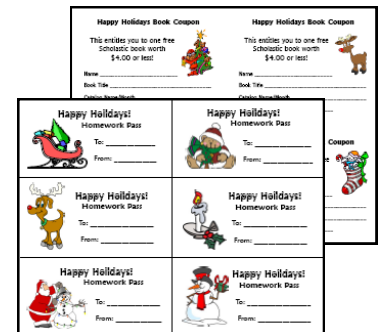 Happy Holidays Book Coupon
This entitles you to one free
Scholastic book worth
$4.00 or less!
Name
Book Title
Happy Holidays Book Coupon
This entitles you to one free
Scholastic book worth
$4.00 or less!
Name
Book Title
Coupon
Happy Holidays!
Homework Pass
To:
From:
Happy Holidays!
Homework Pass
To:
From:
Happy Holidays!
Homework Pass
To:
From:
Happy Holidays!
Homework Pass
To:
From:
Happy Holidays!
Homework Pass
To:
From:
Happy Holidays!
Homework Pass
To:
From: